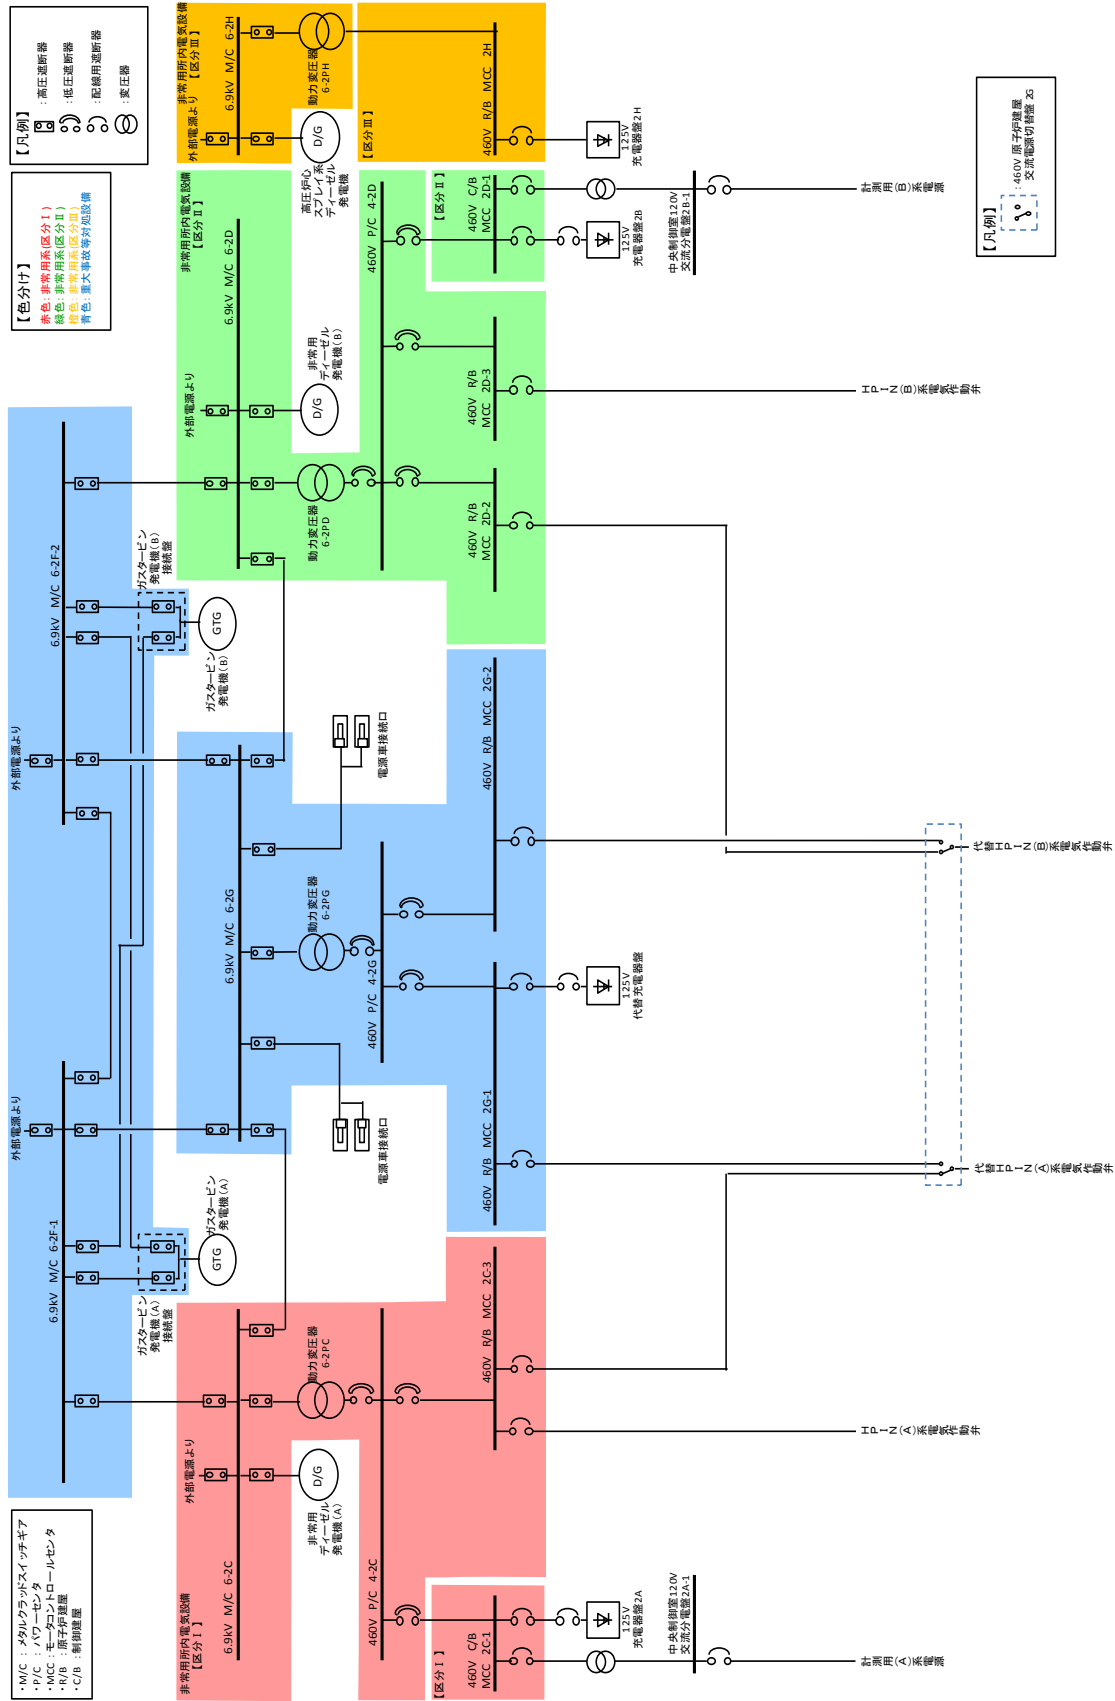 ・M/C ：メタルクラッドスイッチギア
・P/C ：パワーセンタ
・MCC ：モータコントロールセンタ
・R/B ：原子炉建屋
・C/B ：制御建屋
【色分け】
赤色：非常用系(区分Ⅰ)
緑色：非常用系(区分Ⅱ)
橙色：非常用系(区分Ⅲ)
青色：重大事故等対処設備
【凡例】
：高圧遮断器
：低圧遮断器
：配線用遮断器
：変圧器
外部電源より
6.9kV M/C 6-2F-1
外部電源より
6.9kV M/C 6-2F-2
ガスタービン
発電機(A)
接続盤
GTG
ガスタービン
発電機(A)
ガスタービン
発電機(B)
接続盤
GTG
ガスタービン
発電機(B)
非常用所内電気設備
【区分Ⅰ】
外部電源より
6.9kV M/C 6-2C
D/G
非常用
ディーゼル
発電機(A)
動力変圧器
6-2PC
460V P/C 4-2C
【区分Ⅰ】
460V C/B
MCC 2C-1
460V R/B MCC 2C-3
125V
充電器盤2A
中央制御室120V
交流分電盤2A-1
計測用(A)系電源
HPIN(A)系電気作動弁
6.9kV M/C 6-2G
電源車接続口
電源車接続口
動力変圧器
6-2PG
460V P/C 4-2G
460V R/B MCC 2G-1
460V R/B MCC 2G-2
125V
代替充電器盤
代替HPIN(A)系電気作動弁
代替HPIN(B)系電気作動弁
非常用所内電気設備
【区分Ⅱ】
外部電源より
6.9kV M/C 6-2D
D/G
非常用
ディーゼル
発電機(B)
動力変圧器
6-2PD
460V P/C 4-2D
460V R/B
MCC 2D-2
460V R/B
MCC 2D-3
【区分Ⅱ】
460V C/B
MCC 2D-1
125V
充電器盤2B
中央制御室120V
交流分電盤2B-1
HPIN(B)系電気作動弁
計測用(B)系電源
非常用所内電気設備
【区分Ⅲ】
外部電源より
6.9kV M/C 6-2H
D/G
高圧炉心
スプレイ系
ディーゼル
発電機
動力変圧器
6-2PH
【区分Ⅲ】
460V R/B MCC 2H
125V
充電器盤2H
【凡例】
：460V 原子炉建屋
交流電源切替盤 2G